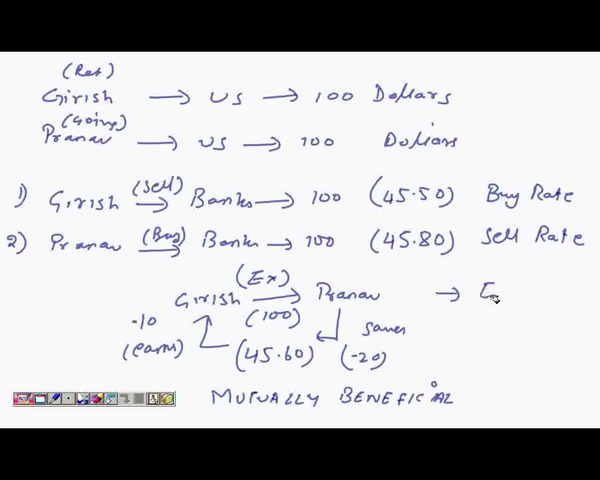 (Ret)
Girish → US → 100 Dollars
(Going)
Pranav → US → 100 Dollars
1) Girish (Sell) → Banks → 100 (45.50) Buy Rate
2) Pranav (Buy) → Banks → 100 (45.80) Sell Rate
(Ex)
Girish → Pranav → E
-10 (100) saves
(earns) (45.60) (-20)
MUTUALLY BENEFICIAL